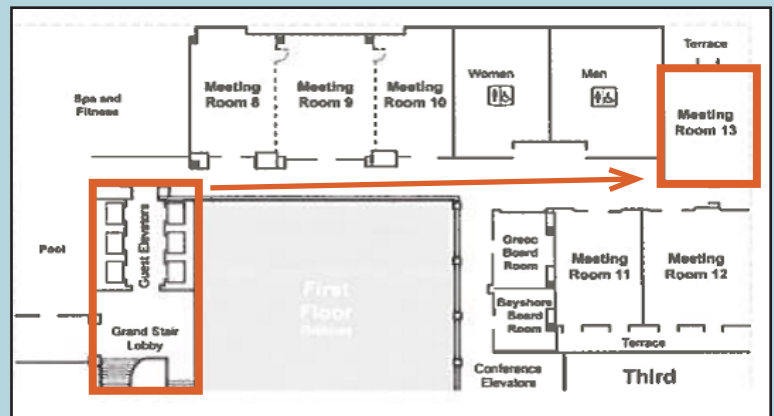 Terrace
Women
Men
Meeting
Room 8
Meeting
Room 9
Meeting
Room 10
Spa and
Fitness
Meeting
Room 13
Guest Elevators
Pool
Greco
Board
Room
Meeting
Room 11
Meeting
Room 12
First
Floor
Bayshore
Board
Room
Grand Stair
Lobby
Terrace
Conference
Elevators
Third